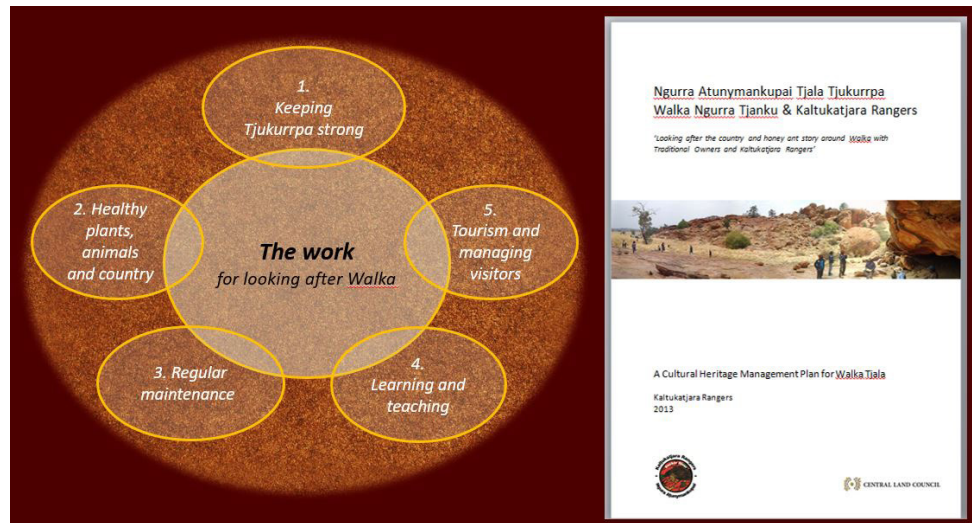 1.
Keeping
Tjukurrpa strong
2. Healthy
plants,
animals
and country
The work
for looking after Walka
5.
Tourism and
managing
visitors
3. Regular
maintenance
4.
Learning and
teaching
Ngurra Atunymankupai Tjala Tjukurrpa
Walka Ngurra Tjanku & Kaltukatjara Rangers
"Looking after the country and honey ant story around Walka with
Traditional Owners and Kaltukatjara Rangers"
A Cultural Heritage Management Plan for Walka Tjala
Kaltukatjara Rangers
2013
Kaltukatjara Rangers
CENTRAL LAND COUNCIL